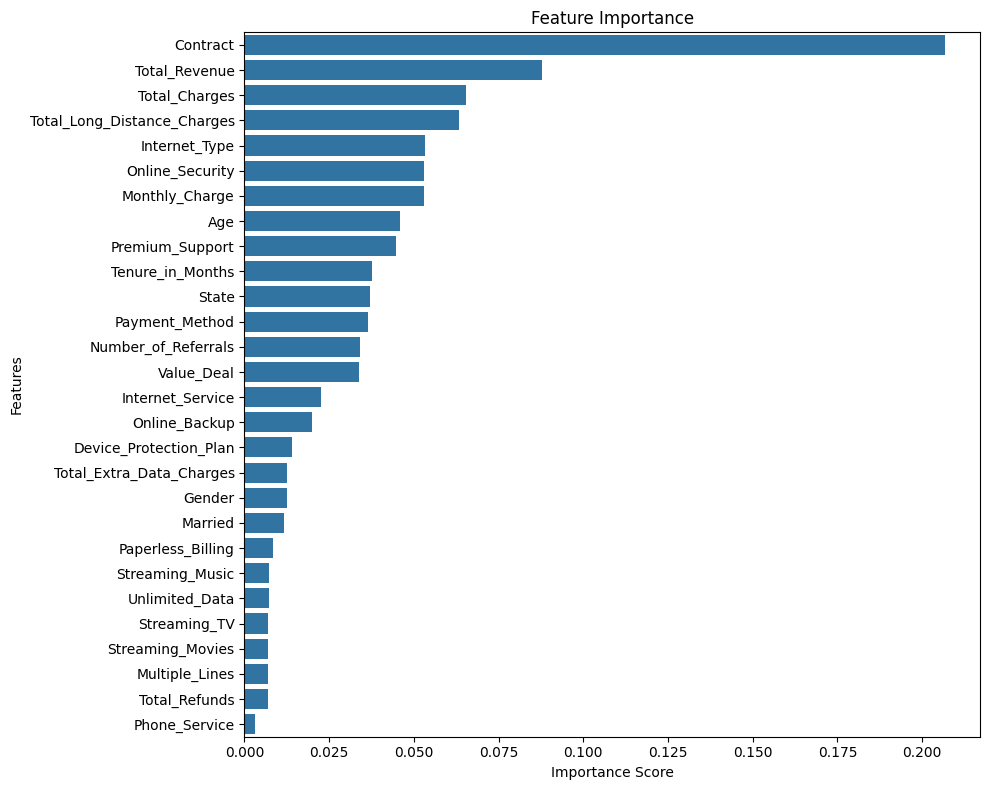 Feature Importance
Contract
Total_Revenue
Total_Charges
Total_Long_Distance_Charges
Internet_Type
Online_Security
Monthly_Charge
Age
Premium_Support
Tenure_in_Months
State
Payment_Method
Number_of_Referrals
Value_Deal
Internet_Service
Online_Backup
Device_Protection_Plan
Total_Extra_Data_Charges
Gender
Married
Paperless_Billing
Streaming_Music
Unlimited_Data
Streaming_TV
Streaming_Movies
Multiple_Lines
Total_Refunds
Phone_Service
Features
0.000 0.025 0.050 0.075 0.100 0.125 0.150 0.175 0.200
Importance Score